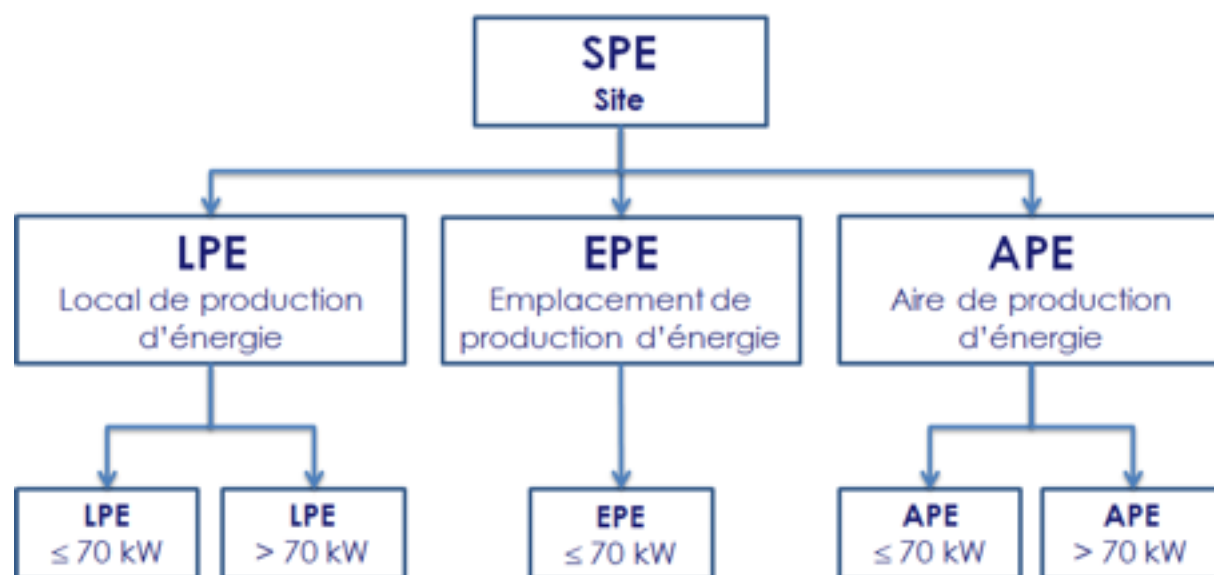 SPE
Site
LPE
Local de production
d'énergie
EPE
Emplacement de
production d'énergie
APE
Aire de production
d'énergie
LPE
≤ 70 kW
LPE
> 70 kW
EPE
≤ 70 kW
APE
≤ 70 kW
APE
> 70 kW